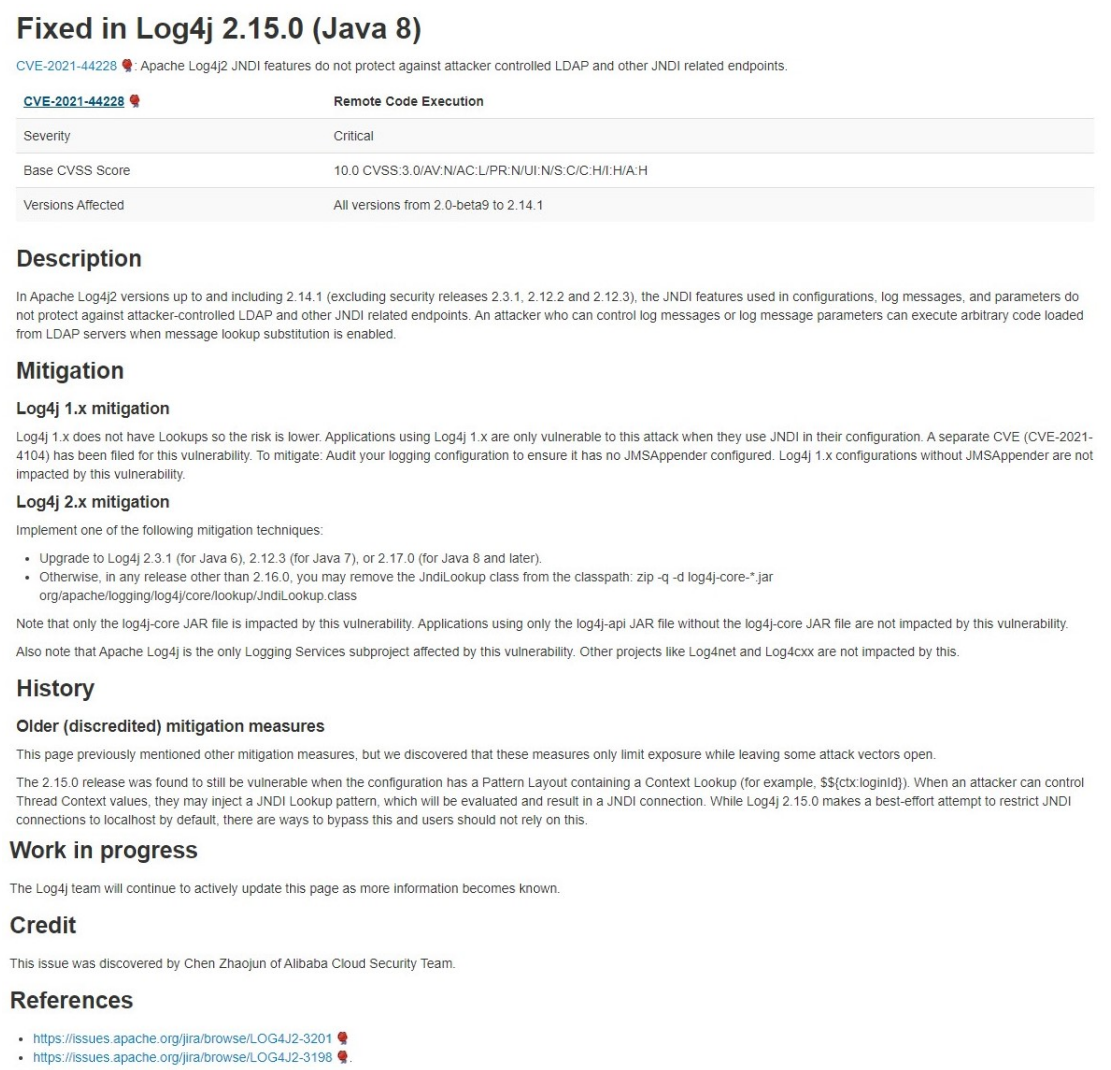 Fixed in Log4j 2.15.0 (Java 8)
CVE-2021-44228 : Apache Log4j2 JNDI features do not protect against attacker controlled LDAP and other JNDI related endpoints.
CVE-2021-44228 Remote Code Execution
Severity Critical
Base CVSS Score 10.0 CVSS:3.0/AV:N/AC:L/PR:N/UI:N/S:C/C:H/I:H/A:H
Versions Affected All versions from 2.0-beta9 to 2.14.1
Description
In Apache Log4j2 versions up to and including 2.14.1 (excluding security releases 2.3.1, 2.12.2 and 2.12.3), the JNDI features used in configurations, log messages, and parameters do
not protect against attacker-controlled LDAP and other JNDI related endpoints. An attacker who can control log messages or log message parameters can execute arbitrary code loaded
from LDAP servers when message lookup substitution is enabled.
Mitigation
Log4j 1.x mitigation
Log4j 1.x does not have Lookups so the risk is lower. Applications using Log4j 1.x are only vulnerable to this attack when they use JNDI in their configuration. A separate CVE (CVE-2021-
4104) has been filed for this vulnerability. To mitigate: Audit your logging configuration to ensure it has no JMSAppender configured. Log4j 1.x configurations without JMSAppender are not
impacted by this vulnerability.
Log4j 2.x mitigation
Implement one of the following mitigation techniques:
• Upgrade to Log4j 2.3.1 (for Java 6), 2.12.3 (for Java 7), or 2.17.0 (for Java 8 and later).
• Otherwise, in any release other than 2.16.0, you may remove the JndiLookup class from the classpath: zip -q -d log4j-core-*.jar
org/apache/logging/log4j/core/lookup/JndiLookup.class
Note that only the log4j-core JAR file is impacted by this vulnerability. Applications using only the log4j-api JAR file without the log4j-core JAR file are not impacted by this vulnerability.
Also note that Apache Log4j is the only Logging Services subproject affected by this vulnerability. Other projects like Log4net and Log4cxx are not impacted by this.
History
Older (discredited) mitigation measures
This page previously mentioned other mitigation measures, but we discovered that these measures only limit exposure while leaving some attack vectors open.
The 2.15.0 release was found to still be vulnerable when the configuration has a Pattern Layout containing a Context Lookup (for example, $${ctx:loginId}). When an attacker can control
Thread Context values, they may inject a JNDI Lookup pattern, which will be evaluated and result in a JNDI connection. While Log4j 2.15.0 makes a best-effort attempt to restrict JNDI
connections to localhost by default, there are ways to bypass this and users should not rely on this.
Work in progress
The Log4j team will continue to actively update this page as more information becomes known.
Credit
This issue was discovered by Chen Zhaojun of Alibaba Cloud Security Team.
References
• https://issues.apache.org/jira/browse/LOG4J2-3201
• https://issues.apache.org/jira/browse/LOG4J2-3198 .